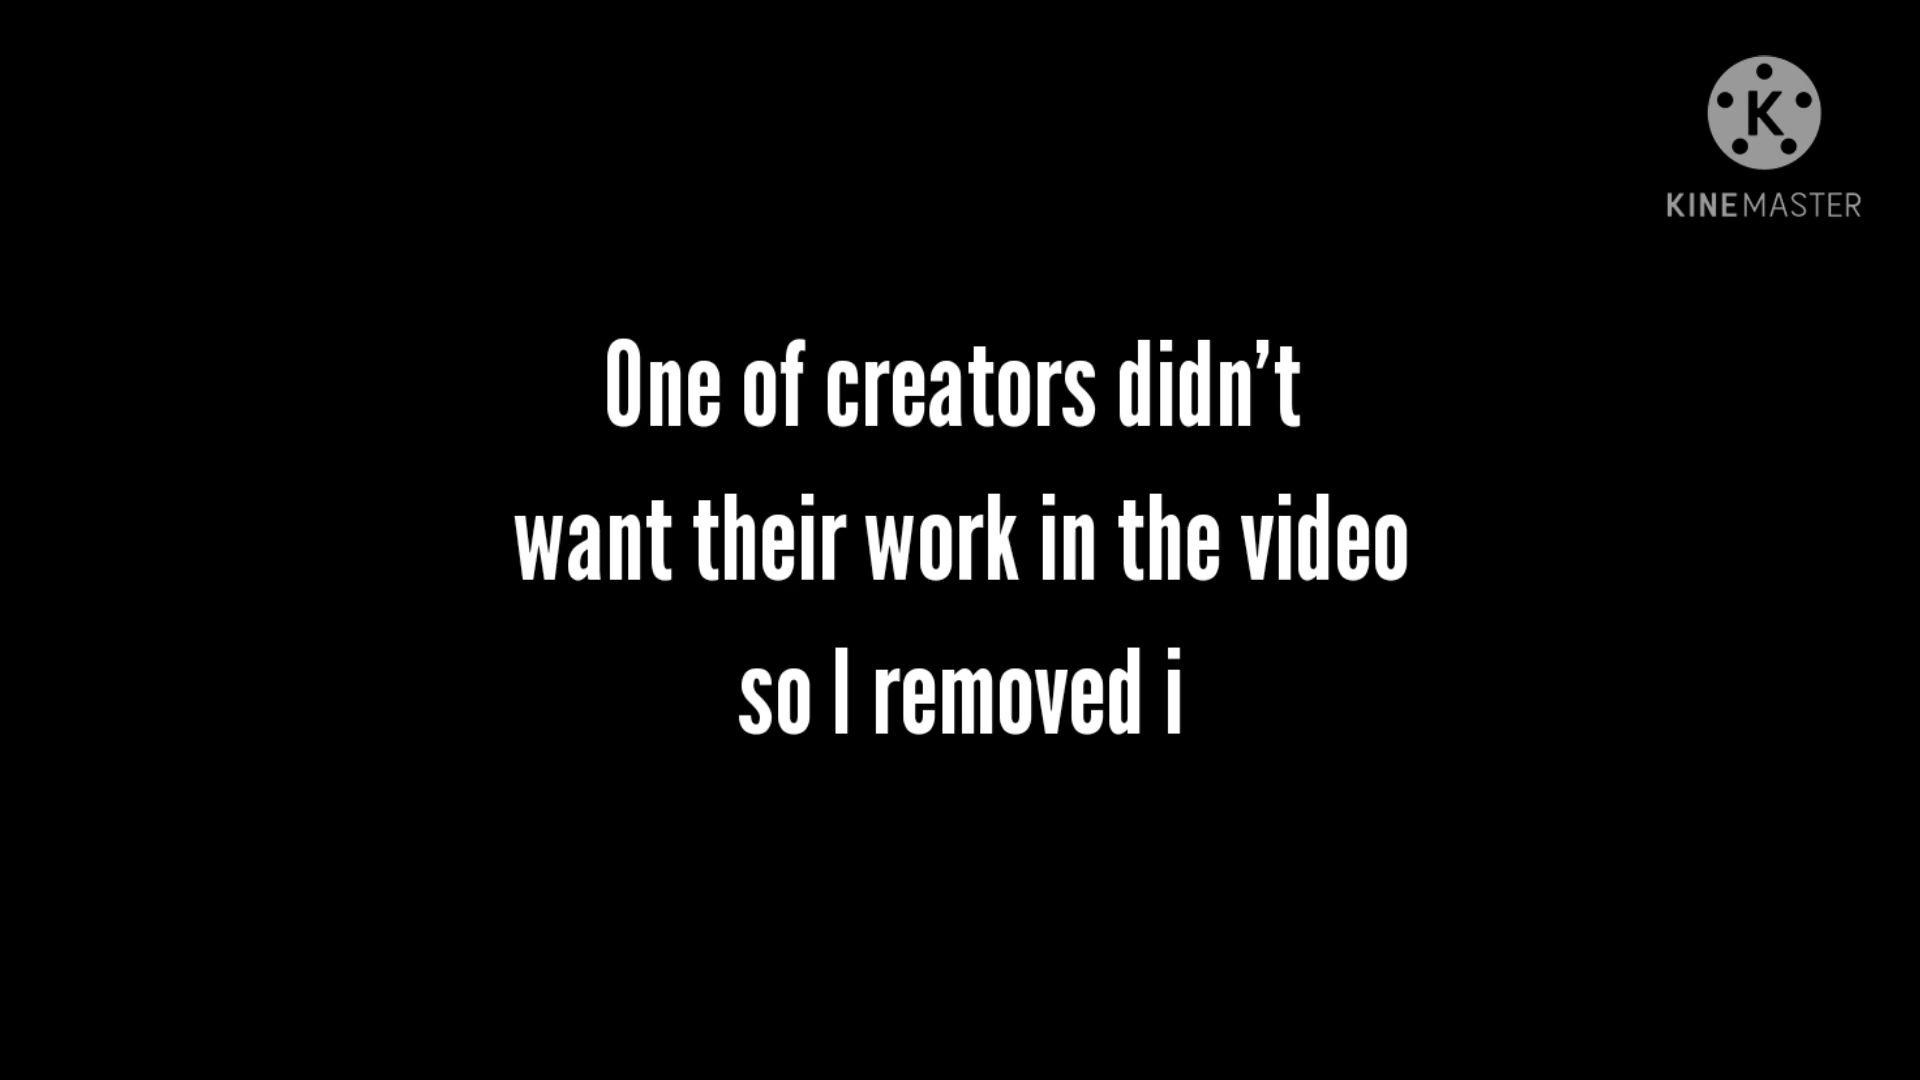 KINEMASTER
One of creators didn’t
want their work in the video
so I removed i